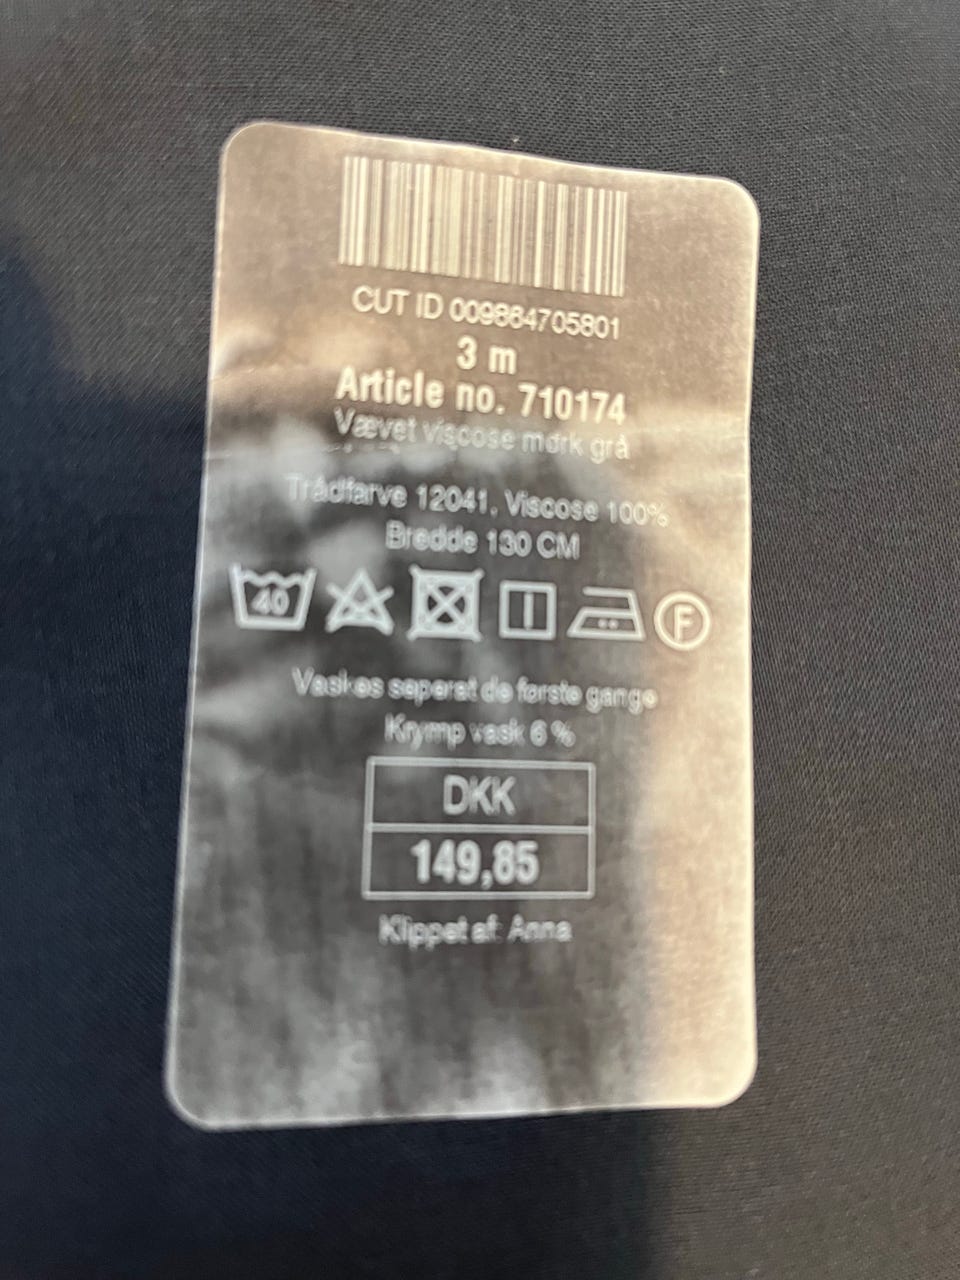 CUT ID 009864705801
3 m
Article no. 710174
Vævet viscose mørk grå
Trådfarve 12041, Viscose 100%
Bredde 130 CM
40 F
Vaskes seperat de første gange
Krymp vask 6 %
DKK
149,85
Klippet af: Anna